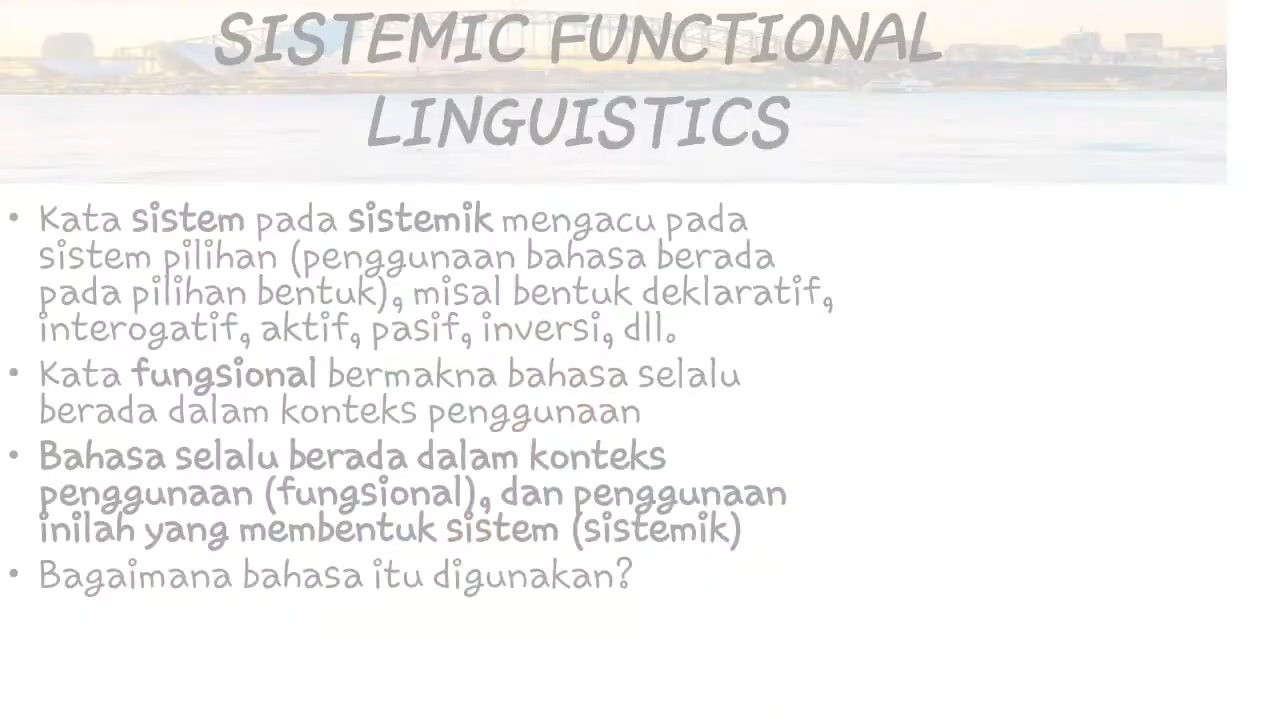 SISTEMIC FUNCTIONAL
LINGUISTICS
• Kata sistem pada sistemik mengacu pada
sistem pilihan (penggunaan bahasa berada
pada pilihan bentuk), misal bentuk deklaratif,
interogatif, aktif, pasif, inversi, dll.
• Kata fungsional bermakna bahasa selalu
berada dalam konteks penggunaan
• Bahasa selalu berada dalam konteks
penggunaan (fungsional), dan penggunaan
inilah yang membentuk sistem (sistemik)
• Bagaimana bahasa itu digunakan?